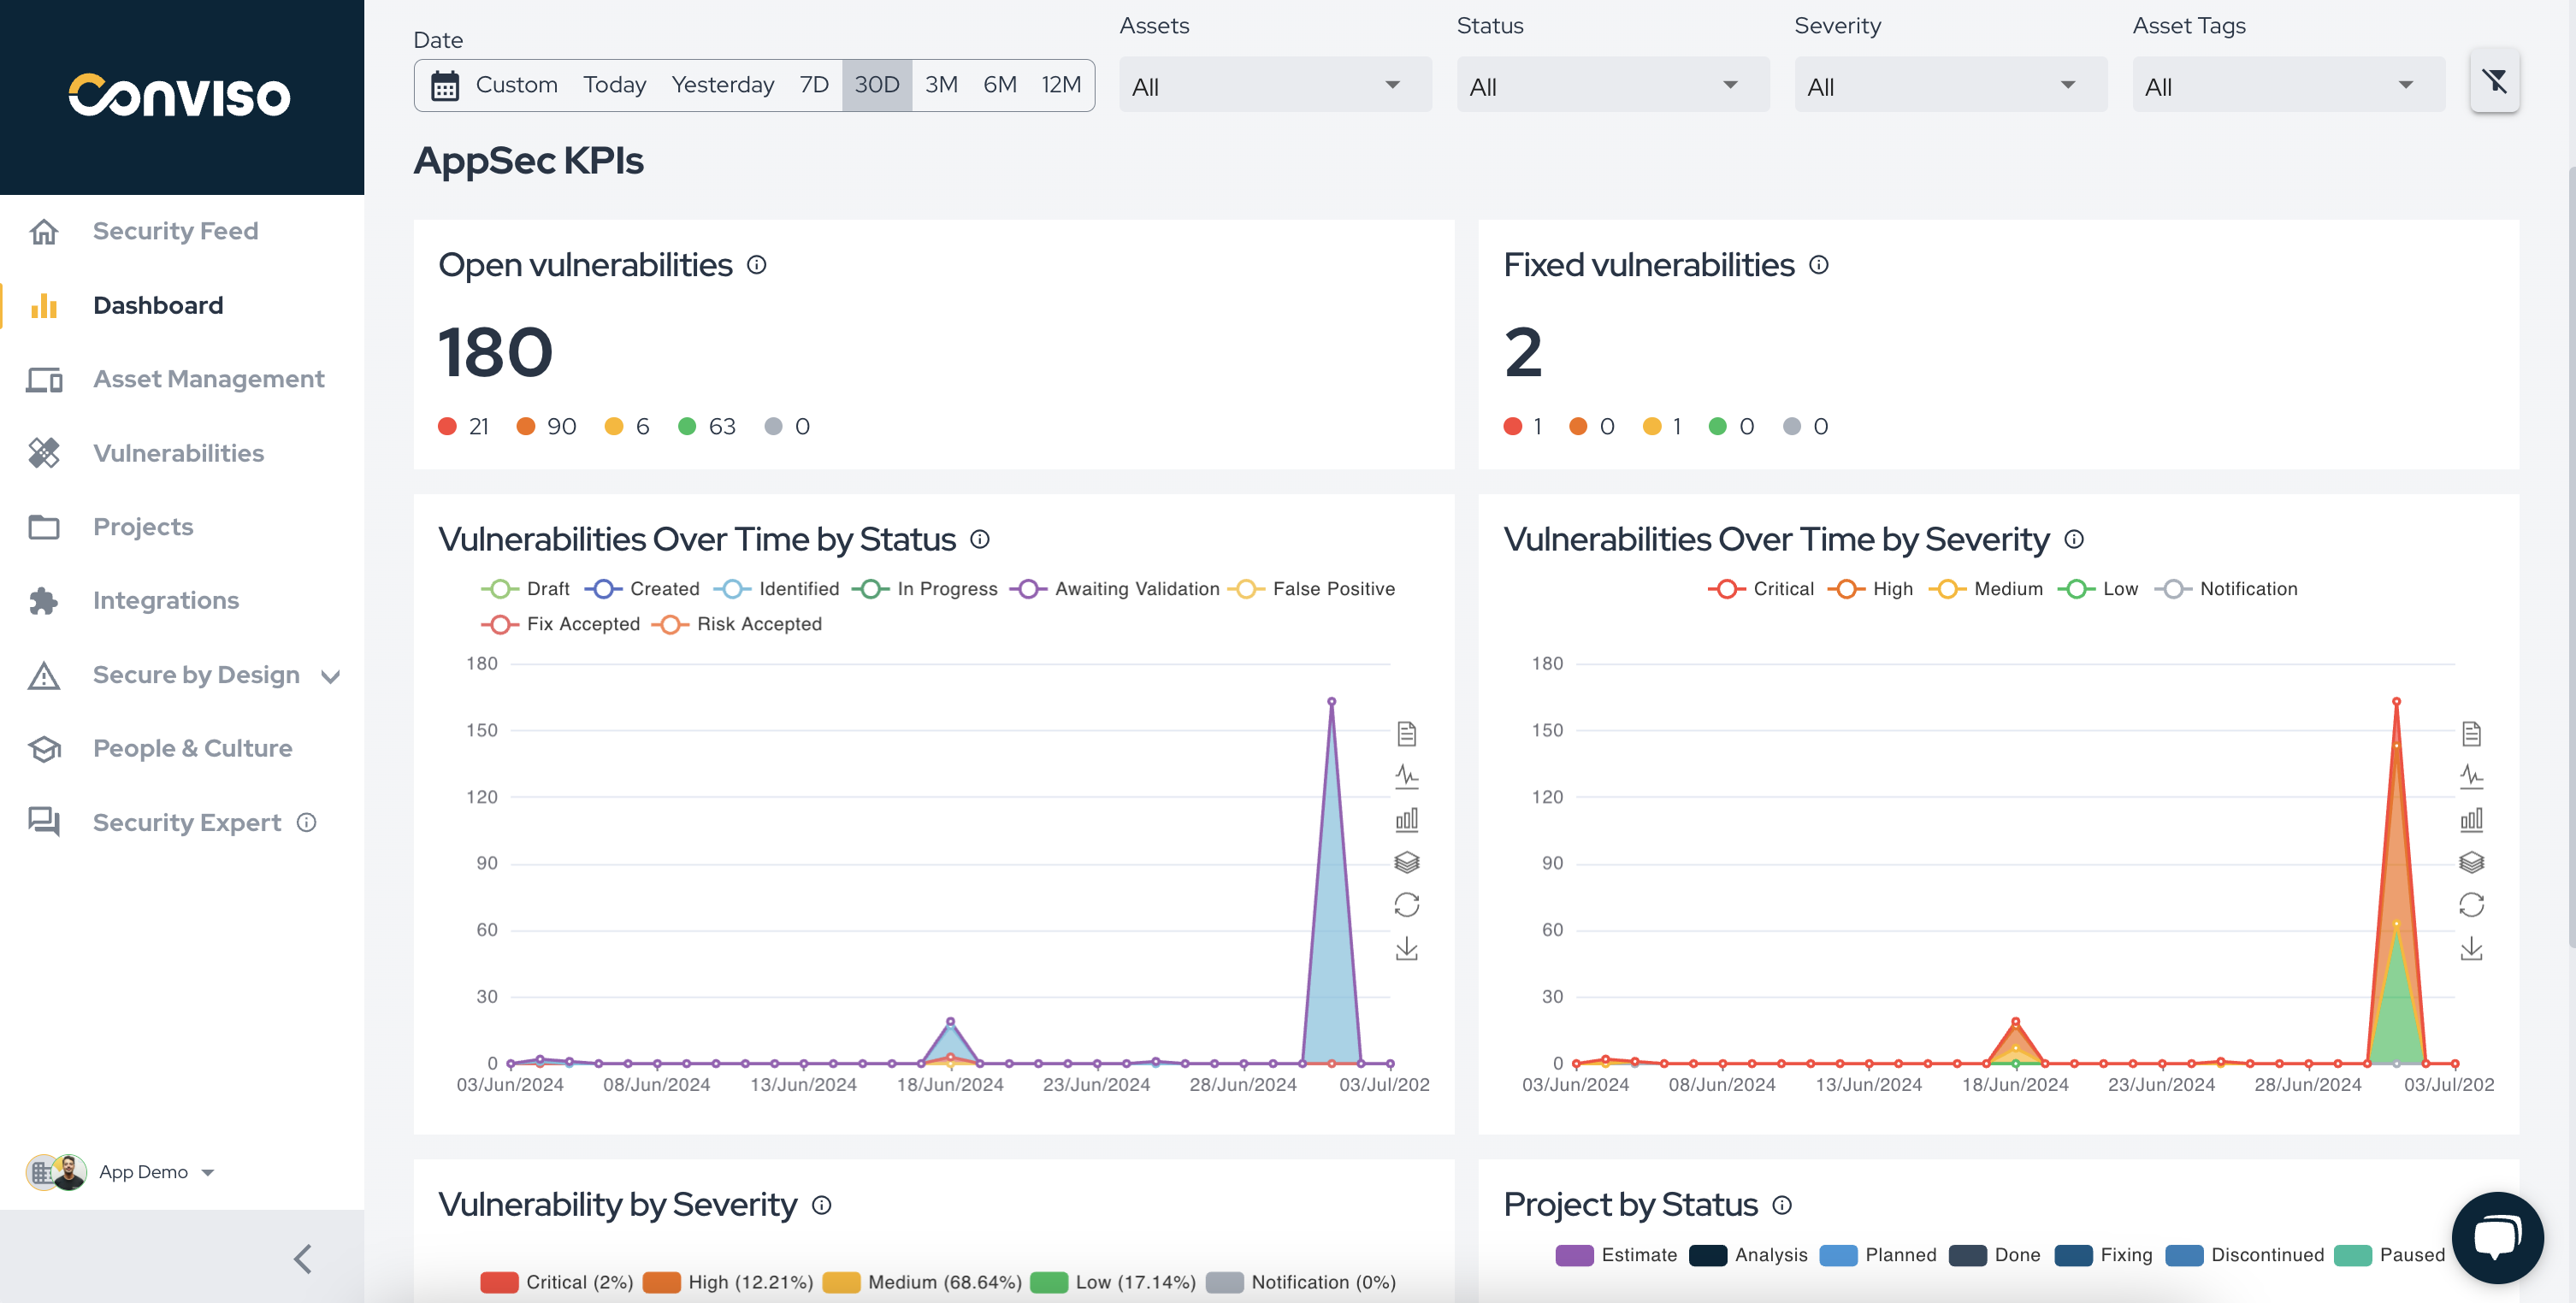 Conviso
Security Feed
Dashboard
Asset Management
Vulnerabilities
Projects
Integrations
Secure by Design
People & Culture
Security Expert
App Demo
Date
Custom Today Yesterday 7D 30D 3M 6M 12M
Assets
All
Status
All
Severity
All
Asset Tags
All
AppSec KPIs
Open vulnerabilities
180
21 90 6 63 0
Fixed vulnerabilities
2
1 0 1 0 0
Vulnerabilities Over Time by Status
Draft Created Identified In Progress Awaiting Validation False Positive
Fix Accepted Risk Accepted
180
150
120
90
60
30
0
03/Jun/2024 08/Jun/2024 13/Jun/2024 18/Jun/2024 23/Jun/2024 28/Jun/2024 03/Jul/202
Vulnerabilities Over Time by Severity
Critical High Medium Low Notification
180
150
120
90
60
30
0
03/Jun/2024 08/Jun/2024 13/Jun/2024 18/Jun/2024 23/Jun/2024 28/Jun/2024 03/Jul/202
Vulnerability by Severity
Critical (2%) High (12.21%) Medium (68.64%) Low (17.14%) Notification (0%)
Project by Status
Estimate Analysis Planned Done Fixing Discontinued Paused